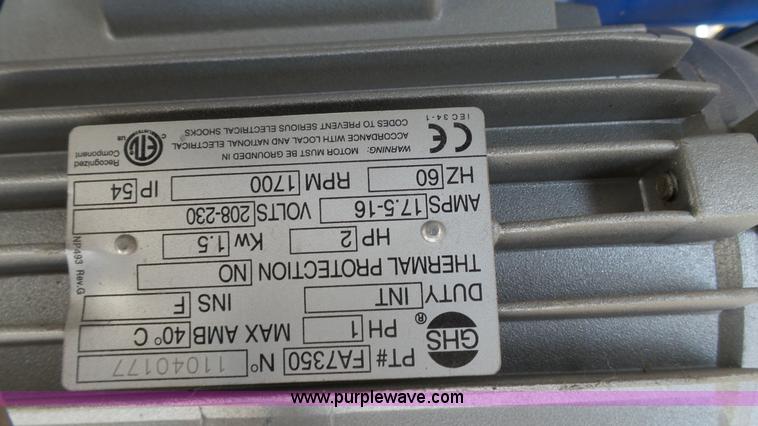 GHS ®
PT# FA7350 Nº 11040177
PH 1 MAX AMB 40°C
DUTY INT INS F
THERMAL PROTECTION NO
HP 2 Kw 1.5
AMPS 17.5-16 VOLTS 208-230
HZ 60 RPM 1700 IP 54
CE
IEC 34-1
WARNING: MOTOR MUST BE GROUNDED IN
ACCORDANCE WITH LOCAL AND NATIONAL ELECTRICAL
CODES TO PREVENT SERIOUS ELECTRICAL SHOCKS
C ETL US
Recognized
Component
NP493 Rev.G
www.purplewave.com